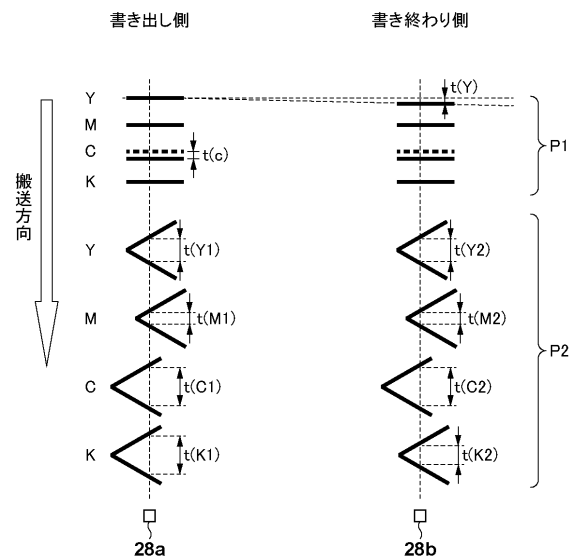 書き出し側 書き終わり側
Y t(Y)
M
C t(c)
K
P1
搬送方向
Y t(Y1) t(Y2)
M t(M1) t(M2)
P2
C t(C1) t(C2)
K t(K1) t(K2)
28a 28b